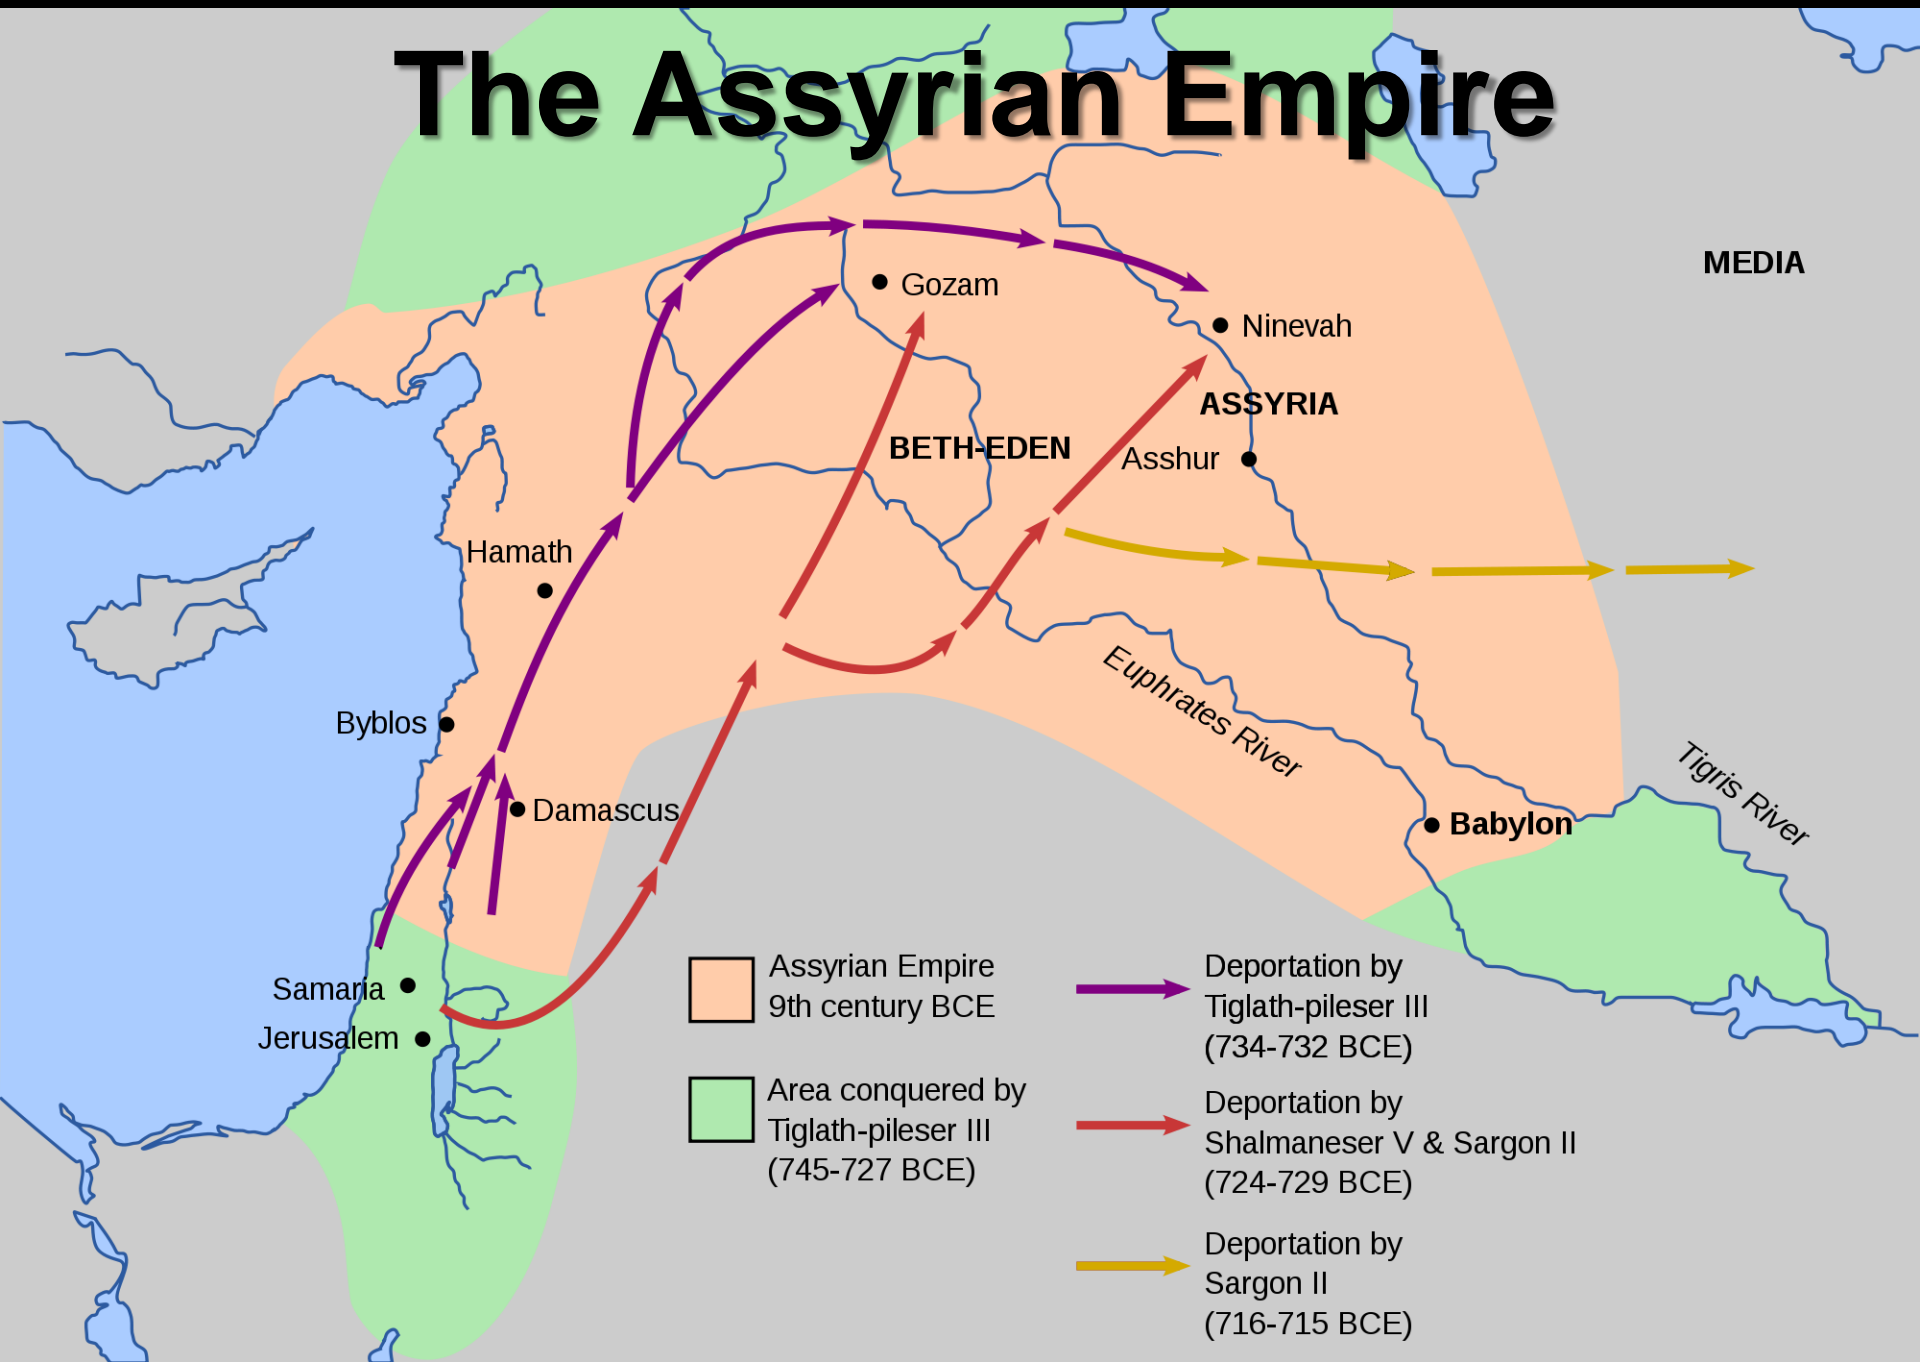 The Assyrian Empire
MEDIA
Gozam
Ninevah
ASSYRIA
BETH-EDEN
Asshur
Hamath
Euphrates River
Byblos
Tigris River
Damascus
Babylon
Samaria
Jerusalem
Assyrian Empire
9th century BCE
Area conquered by
Tiglath-pileser III
(745-727 BCE)
Deportation by
Tiglath-pileser III
(734-732 BCE)
Deportation by
Shalmaneser V & Sargon II
(724-729 BCE)
Deportation by
Sargon II
(716-715 BCE)